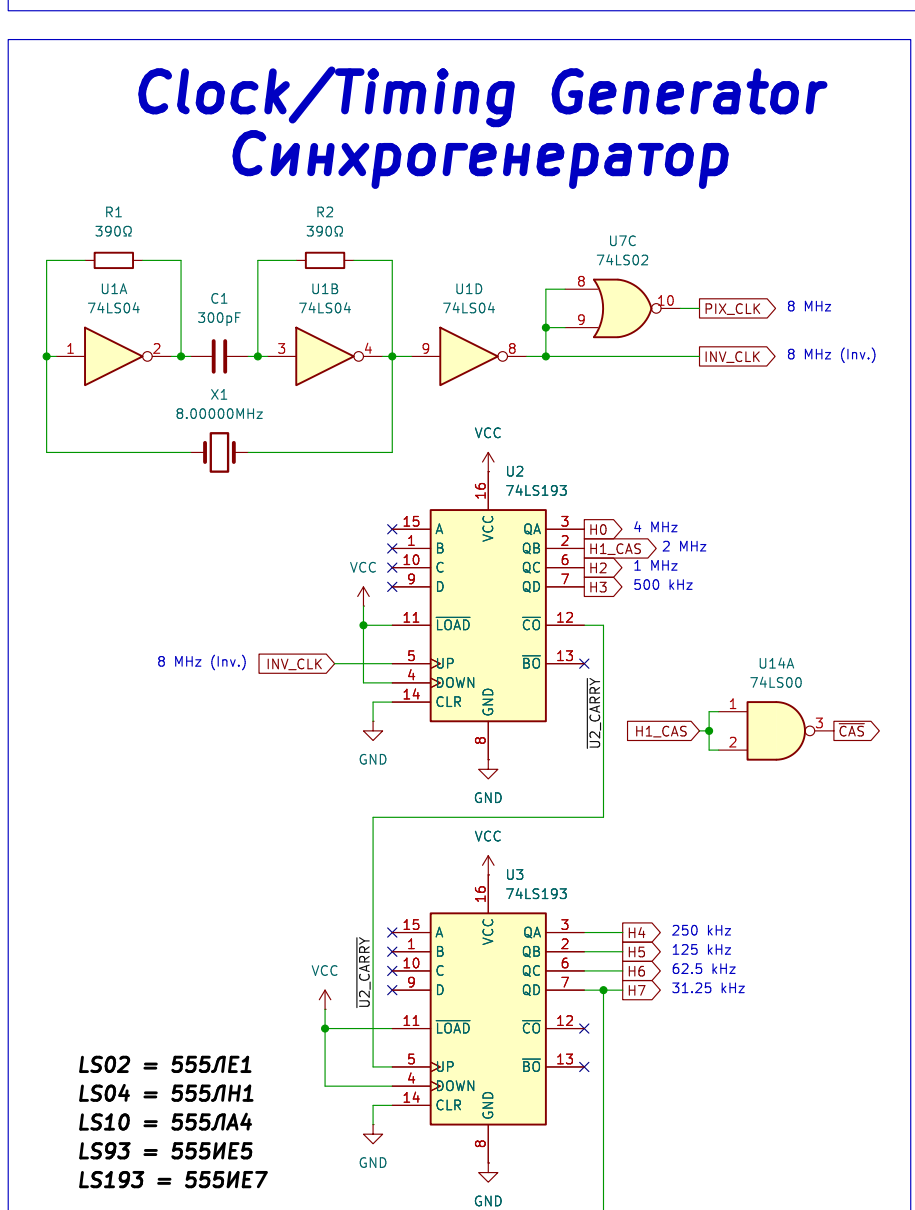 Clock/Timing Generator
Синхрогенератор
R1
390Ω
R2
390Ω
U1A
74LS04
C1
300pF
U1B
74LS04
U1D
74LS04
U7C
74LS02
1
2
3
4
9
8
8
9
10
PIX_CLK
8 MHz
INV_CLK
8 MHz (Inv.)
X1
8.00000MHz
VCC
U2
74LS193
16
VCC
15
A
1
B
10
C
9
D
VCC
11
LOAD
8 MHz (Inv.)
INV_CLK
5
UP
4
DOWN
14
CLR
GND
GND
8
GND
QA
3
H0
4 MHz
QB
2
H1_CAS
2 MHz
QC
6
H2
1 MHz
QD
7
H3
500 kHz
CO
12
BO
13
U2_CARRY
U14A
74LS00
H1_CAS
1
2
3
CAS
VCC
U3
74LS193
16
VCC
15
A
1
B
10
C
9
D
U2_CARRY
VCC
11
LOAD
5
UP
4
DOWN
14
CLR
GND
GND
8
GND
QA
3
H4
250 kHz
QB
2
H5
125 kHz
QC
6
H6
62.5 kHz
QD
7
H7
31.25 kHz
CO
12
BO
13
LS02 = 555ЛЕ1
LS04 = 555ЛН1
LS10 = 555ЛА4
LS93 = 555ИЕ5
LS193 = 555ИЕ7